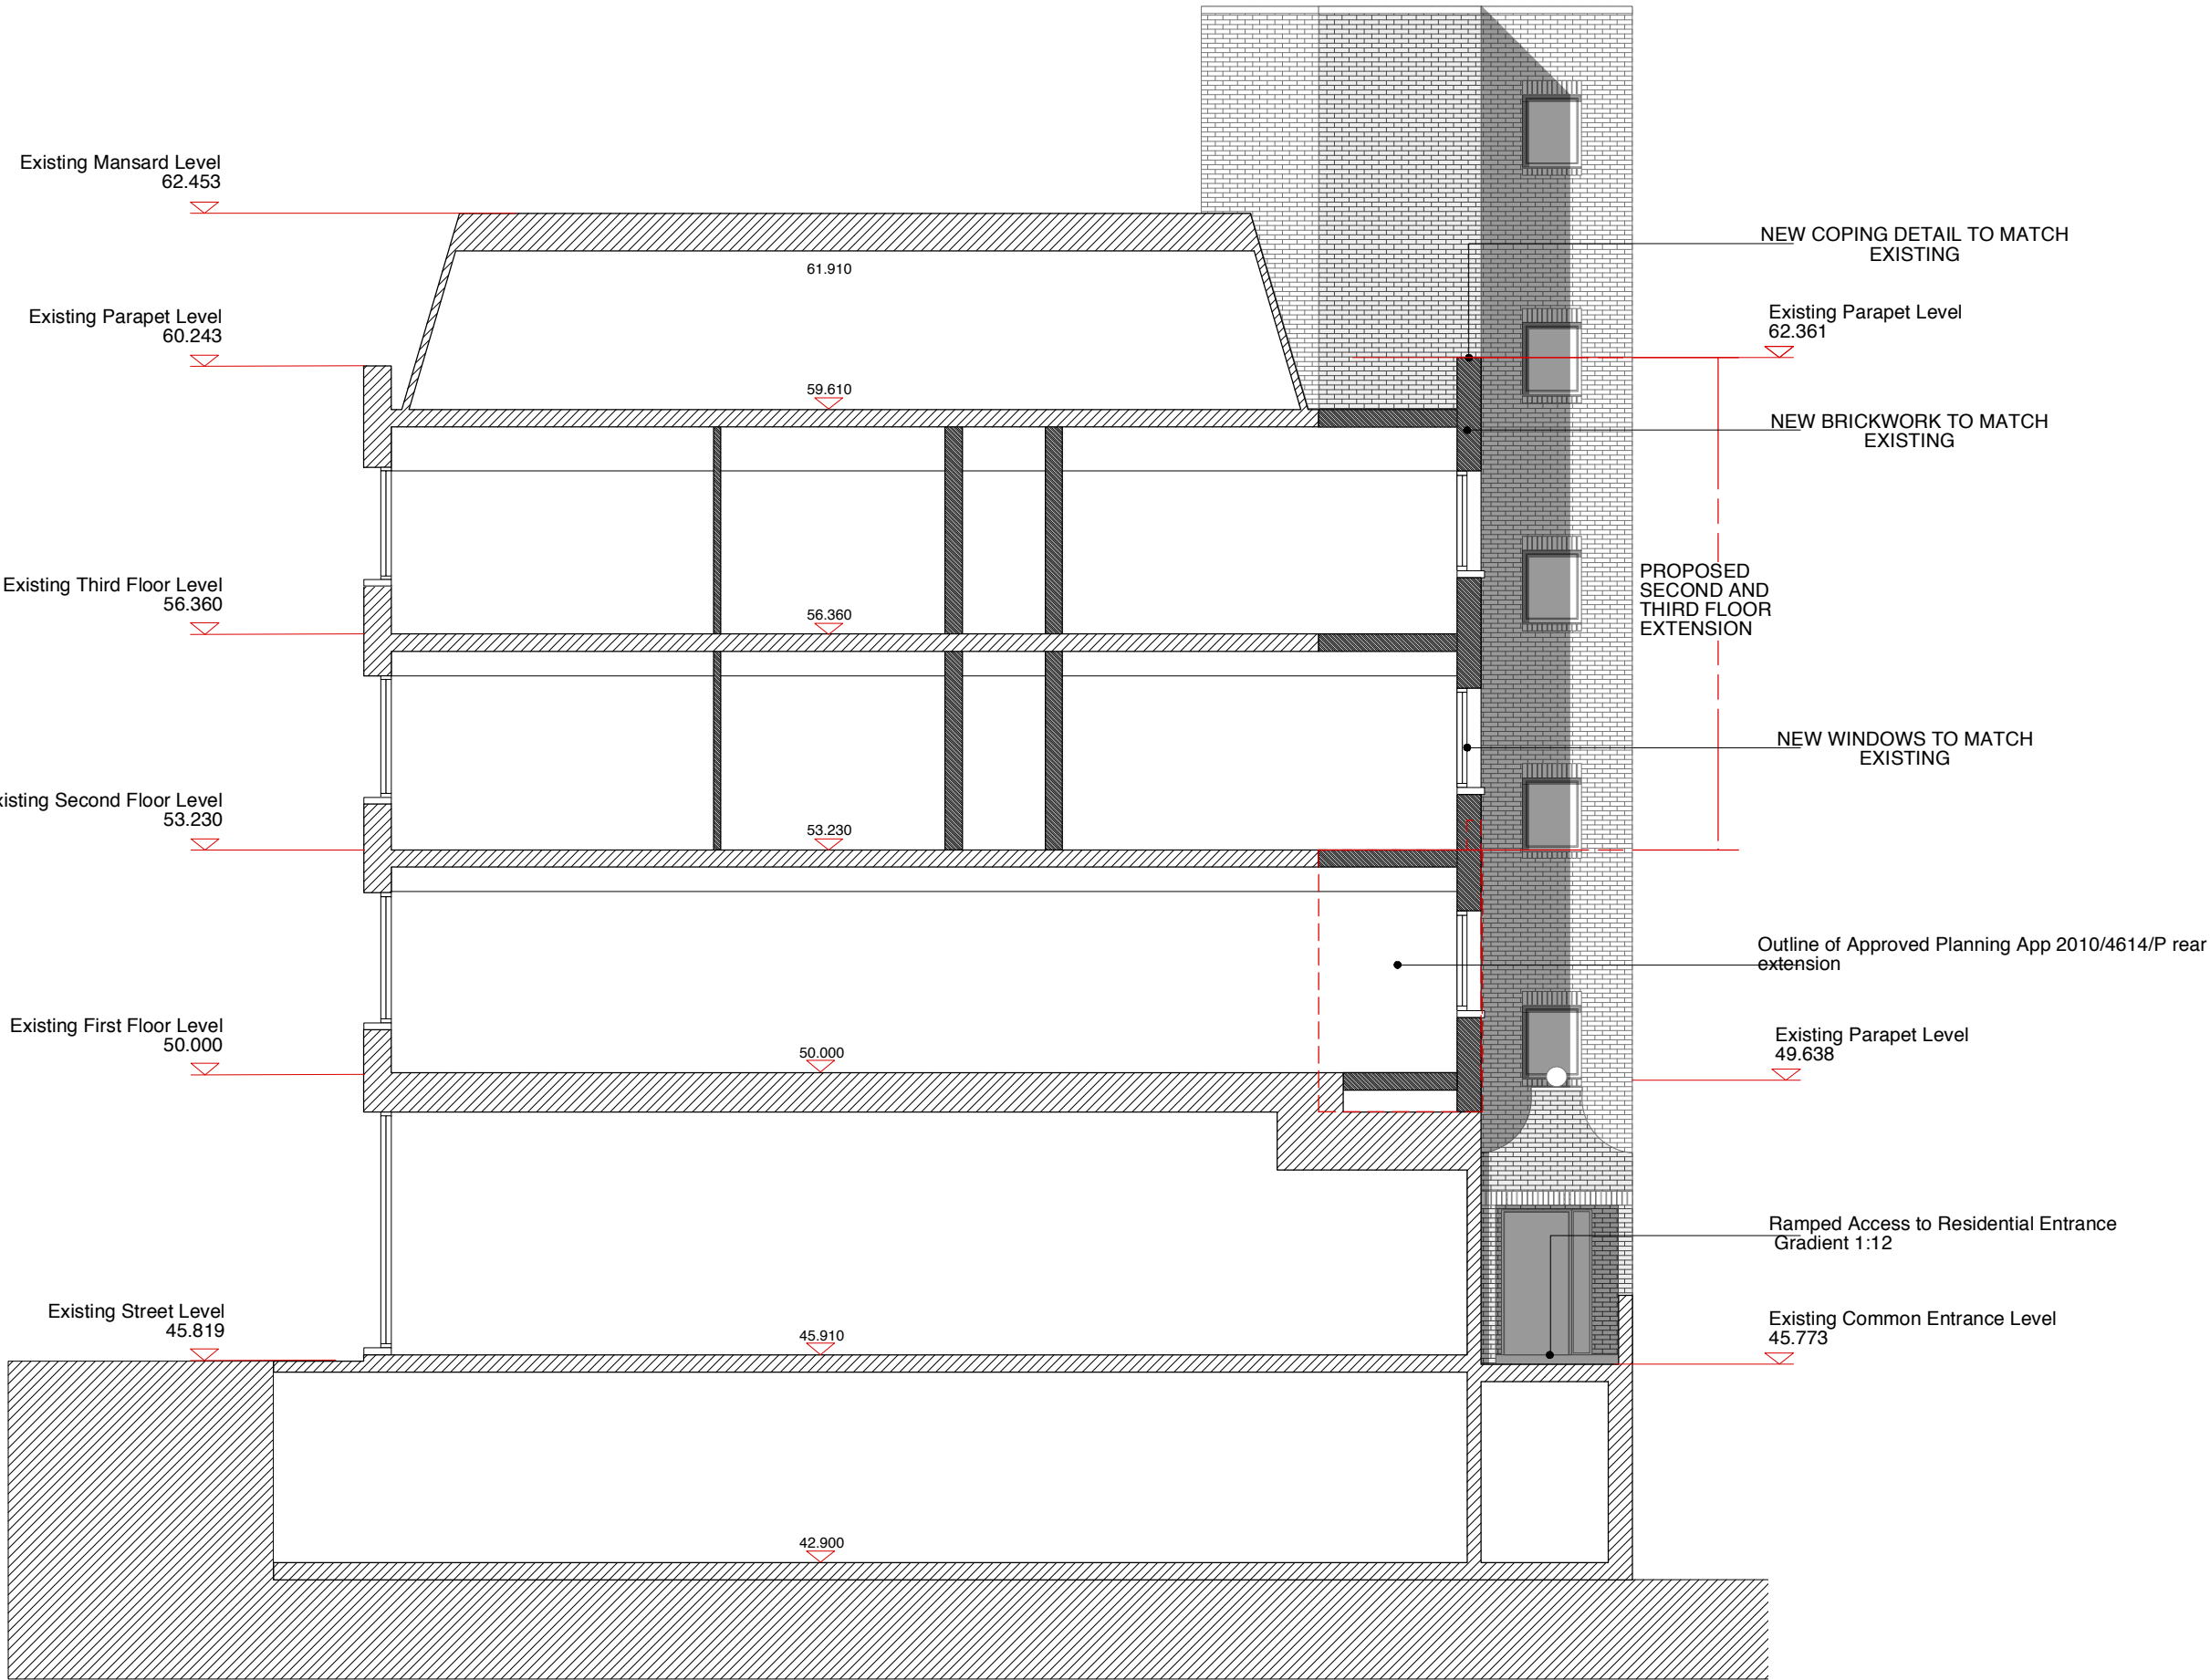 Existing Mansard Level
62.453
Existing Parapet Level
60.243
Existing Third Floor Level
56.360
xisting Second Floor Level
53.230
Existing First Floor Level
50.000
Existing Street Level
45.819
61.910
59.610
56.360
53.230
50.000
45.910
42.900
NEW COPING DETAIL TO MATCH
EXISTING
Existing Parapet Level
62.361
NEW BRICKWORK TO MATCH
EXISTING
PROPOSED
SECOND AND
THIRD FLOOR
EXTENSION
NEW WINDOWS TO MATCH
EXISTING
Outline of Approved Planning App 2010/4614/P rear
extension
Existing Parapet Level
49.638
Ramped Access to Residential Entrance
Gradient 1:12
Existing Common Entrance Level
45.773